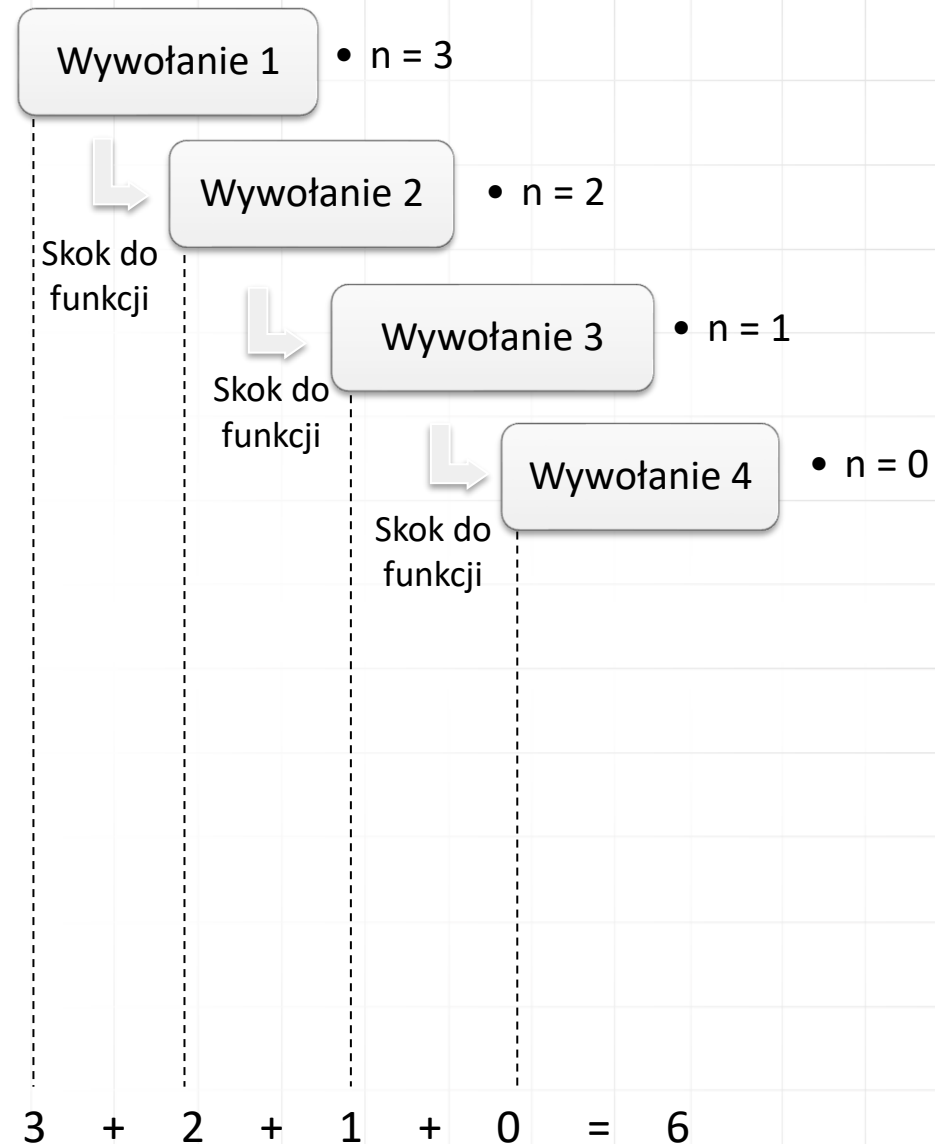 Wywołanie 1
• n = 3
Wywołanie 2
• n = 2
Skok do
funkcji
Wywołanie 3
• n = 1
Skok do
funkcji
Wywołanie 4
• n = 0
Skok do
funkcji
3 + 2 + 1 + 0 = 6